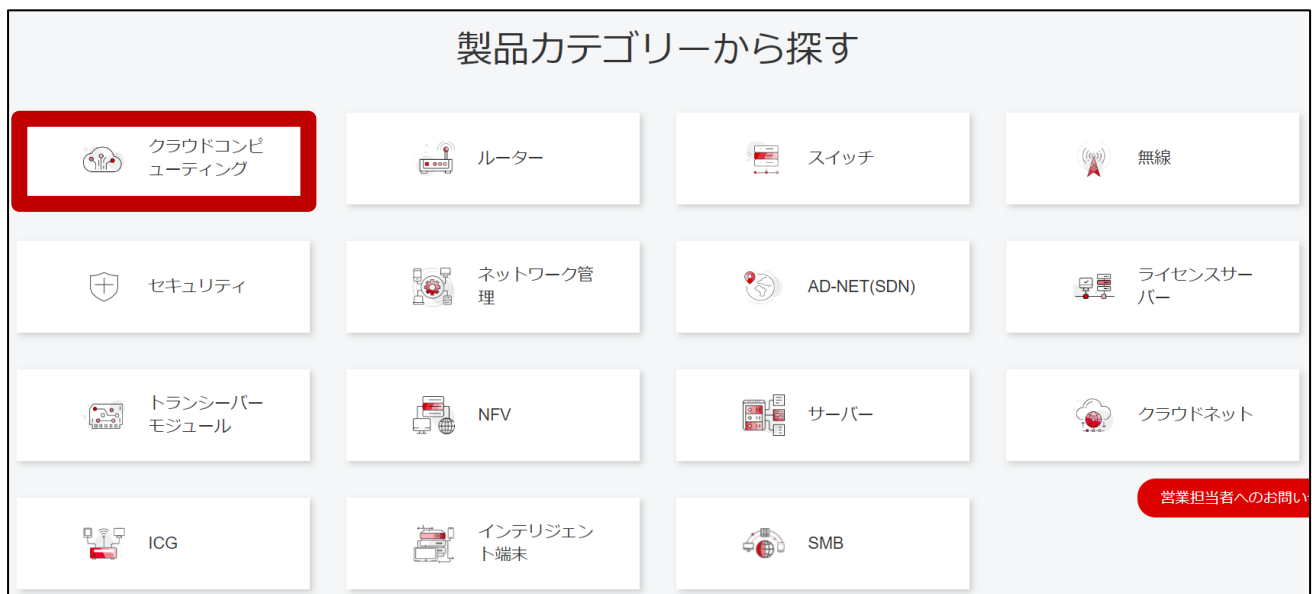 製品カテゴリーから探す
クラウドコンピ
ューティング
ルーター
スイッチ
無線
セキュリティ
ネットワーク管
理
AD-NET(SDN)
ライセンスサー
バー
トランシーバー
モジュール
NFV
サーバー
クラウドネット
営業担当者へのお問い
ICG
インテリジェン
ト端末
SMB